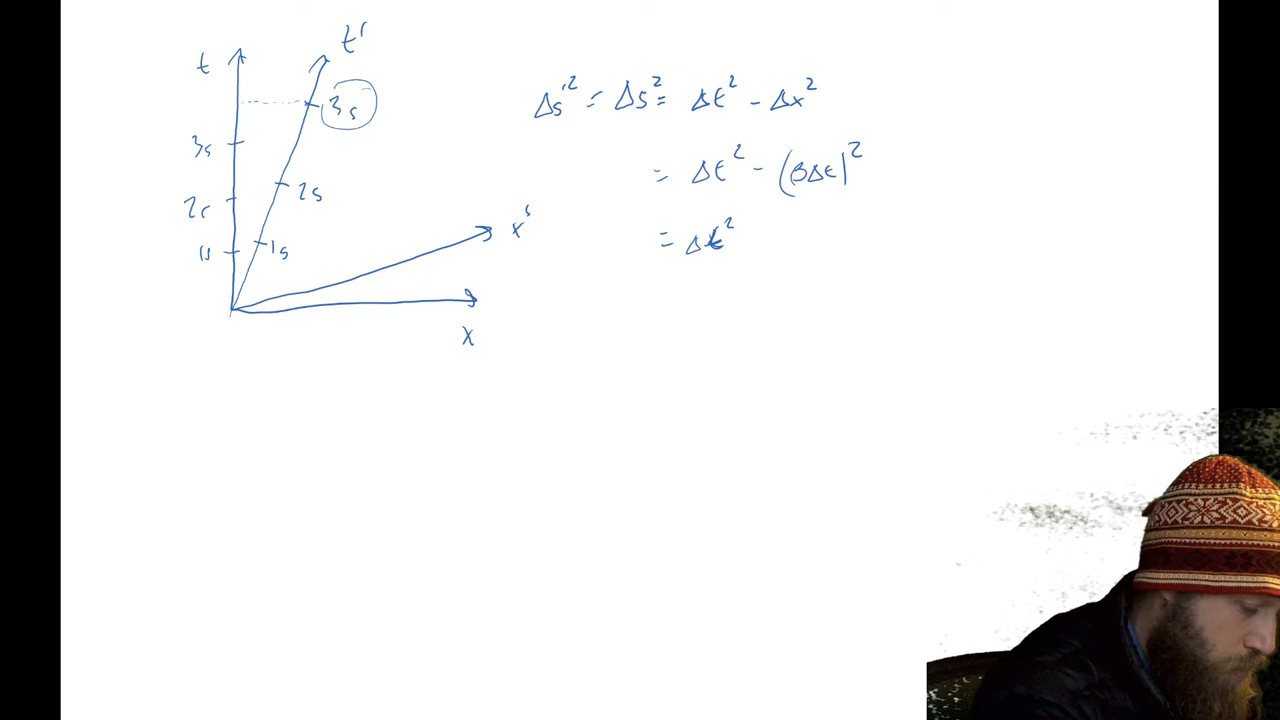 t
t'
3s
3s
2s
2s
1s
1s
x'
x
Δs'² = Δs² = Δt² - Δx²
= Δt² - (βΔt)²
= Δt²